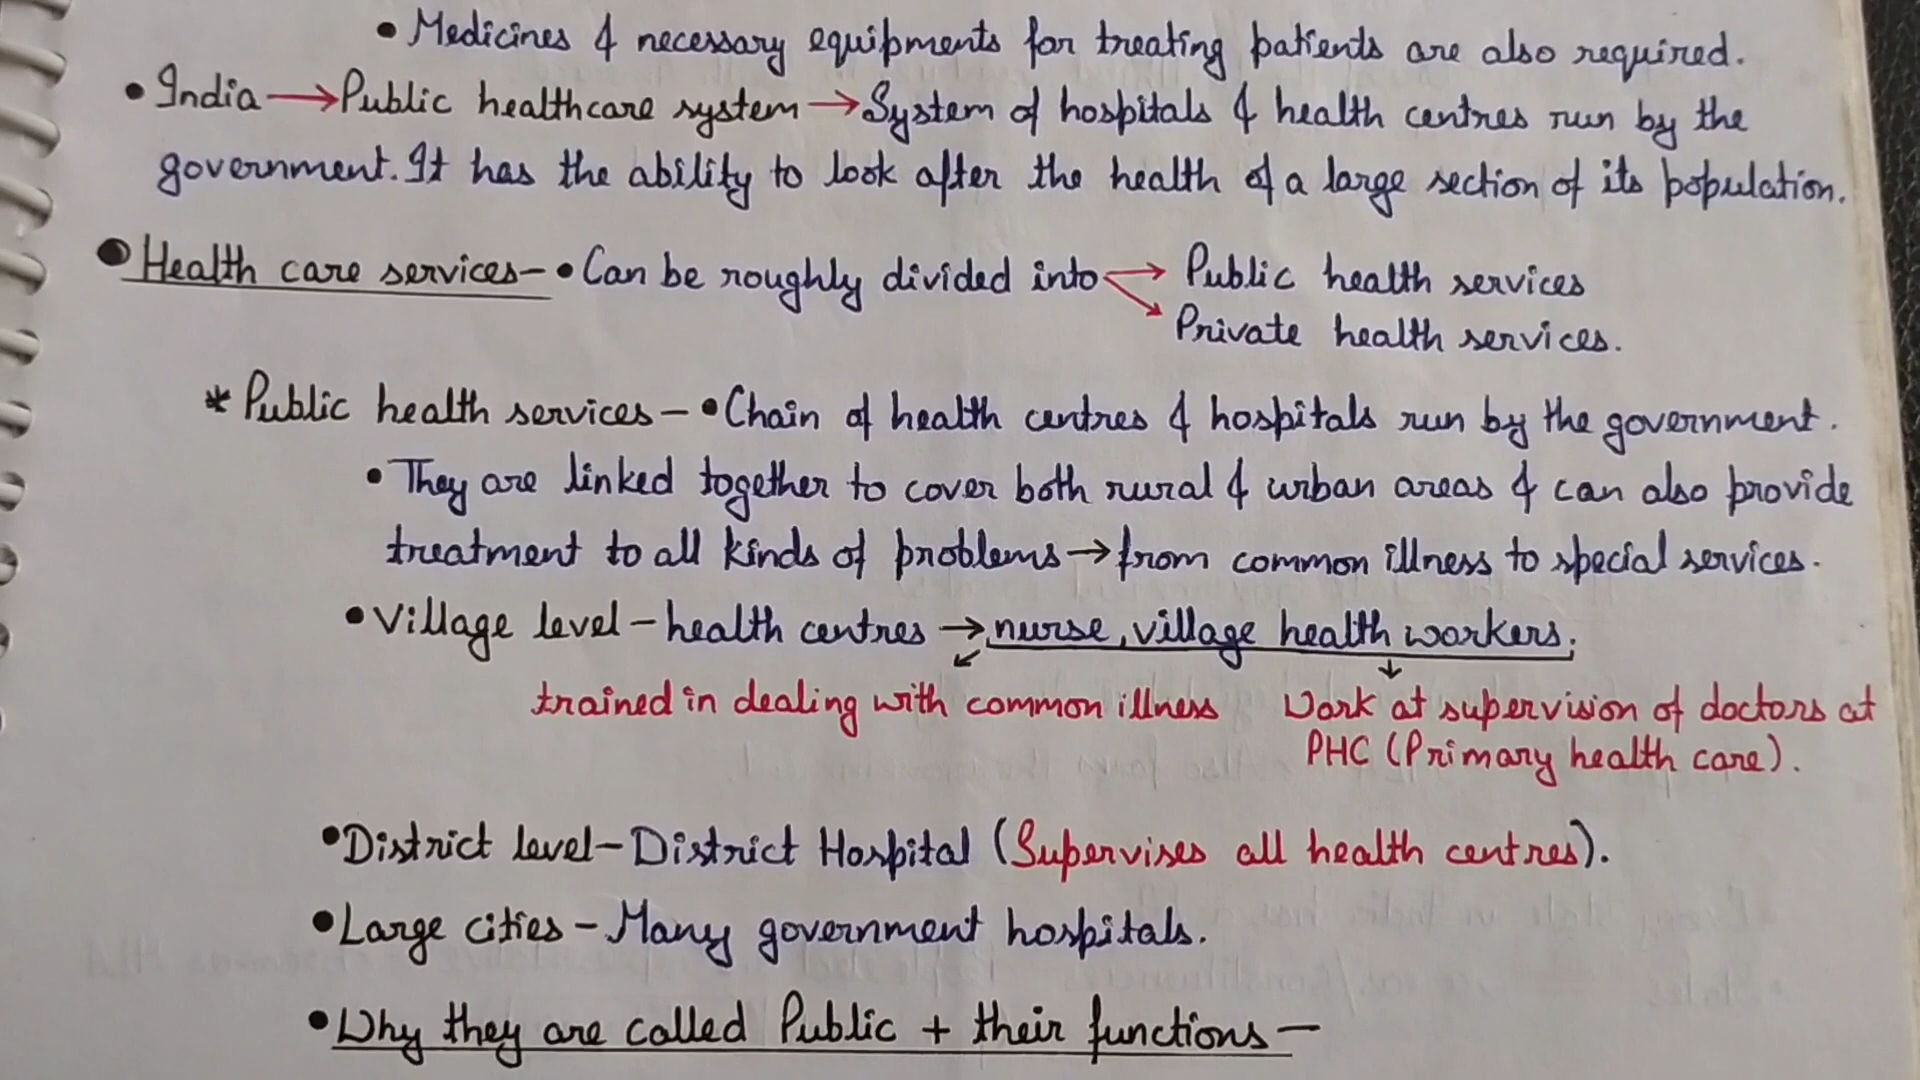 • Medicines & necessary equipments for treating patients are also required.
• India → Public healthcare system → System of hospitals & health centres run by the
government. It has the ability to look after the health of a large section of its population.
• Health care services- • Can be roughly divided into → Public health services
→ Private health services.
* Public health services - • Chain of health centres & hospitals run by the government.
• They are linked together to cover both rural & urban areas & can also provide
treatment to all kinds of problems → from common illness to special services.
• Village level - health centres → nurse, village health workers.
↙ ↓
trained in dealing with common illness Work at supervision of doctors at
PHC (Primary health care).
• District level - District Hospital (Supervises all health centres).
• Large cities - Many government hospitals.
• Why they are called Public + their functions -